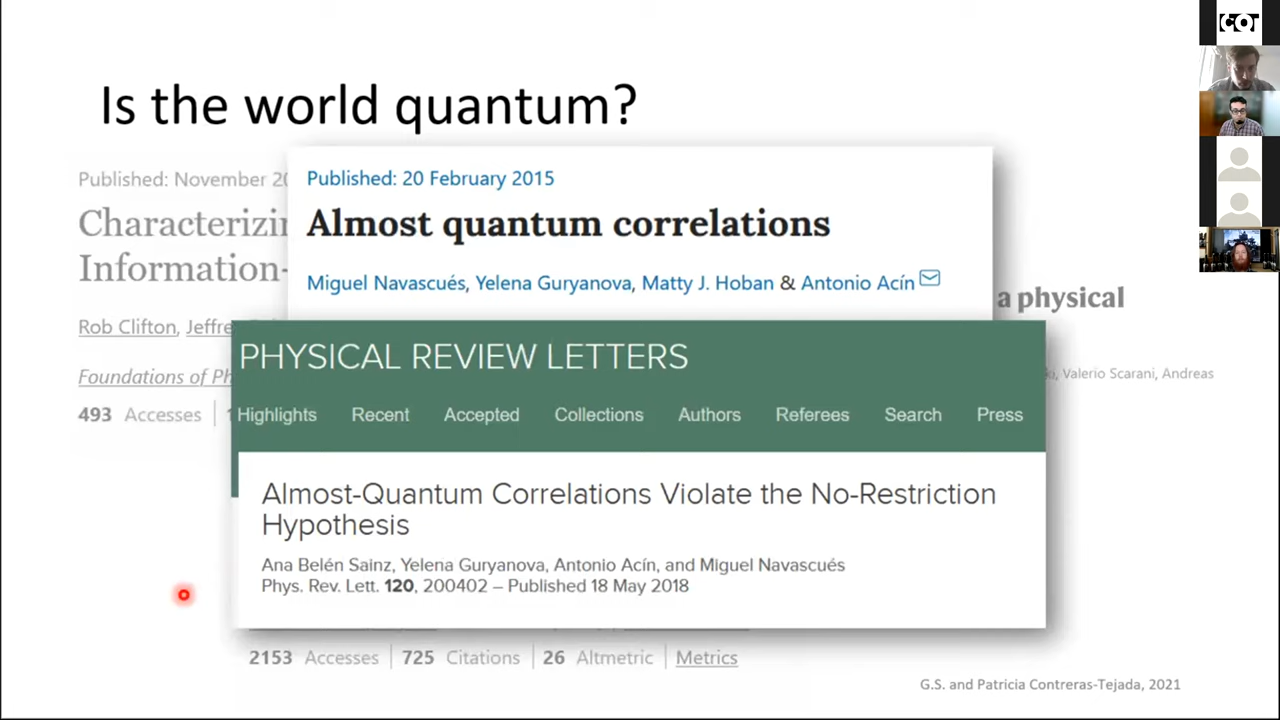 Is the world quantum?
Published: November 20
Characterizin
Information-
Rob Clifton, Jeffre
Foundations of Ph
493 Accesses
Published: 20 February 2015
Almost quantum correlations
Miguel Navascués, Yelena Guryanova, Matty J. Hoban & Antonio Acín
a physical
Valerio Scarani, Andreas
PHYSICAL REVIEW LETTERS
Highlights Recent Accepted Collections Authors Referees Search Press
Almost-Quantum Correlations Violate the No-Restriction
Hypothesis
Ana Belén Sainz, Yelena Guryanova, Antonio Acín, and Miguel Navascués
Phys. Rev. Lett. 120, 200402 – Published 18 May 2018
2153 Accesses 725 Citations 26 Altmetric Metrics
G.S. and Patricia Contreras-Tejada, 2021